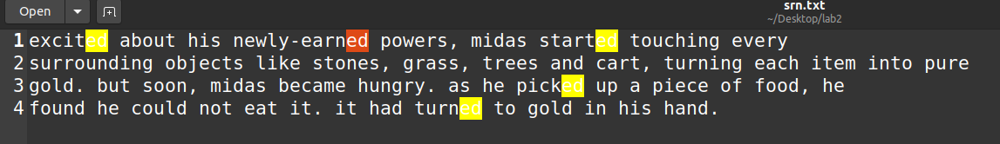 Open
srn.txt
~/Desktop/lab2
1 excited about his newly-earned powers, midas started touching every
2 surrounding objects like stones, grass, trees and cart, turning each item into pure
3 gold. but soon, midas became hungry. as he picked up a piece of food, he
4 found he could not eat it. it had turned to gold in his hand.